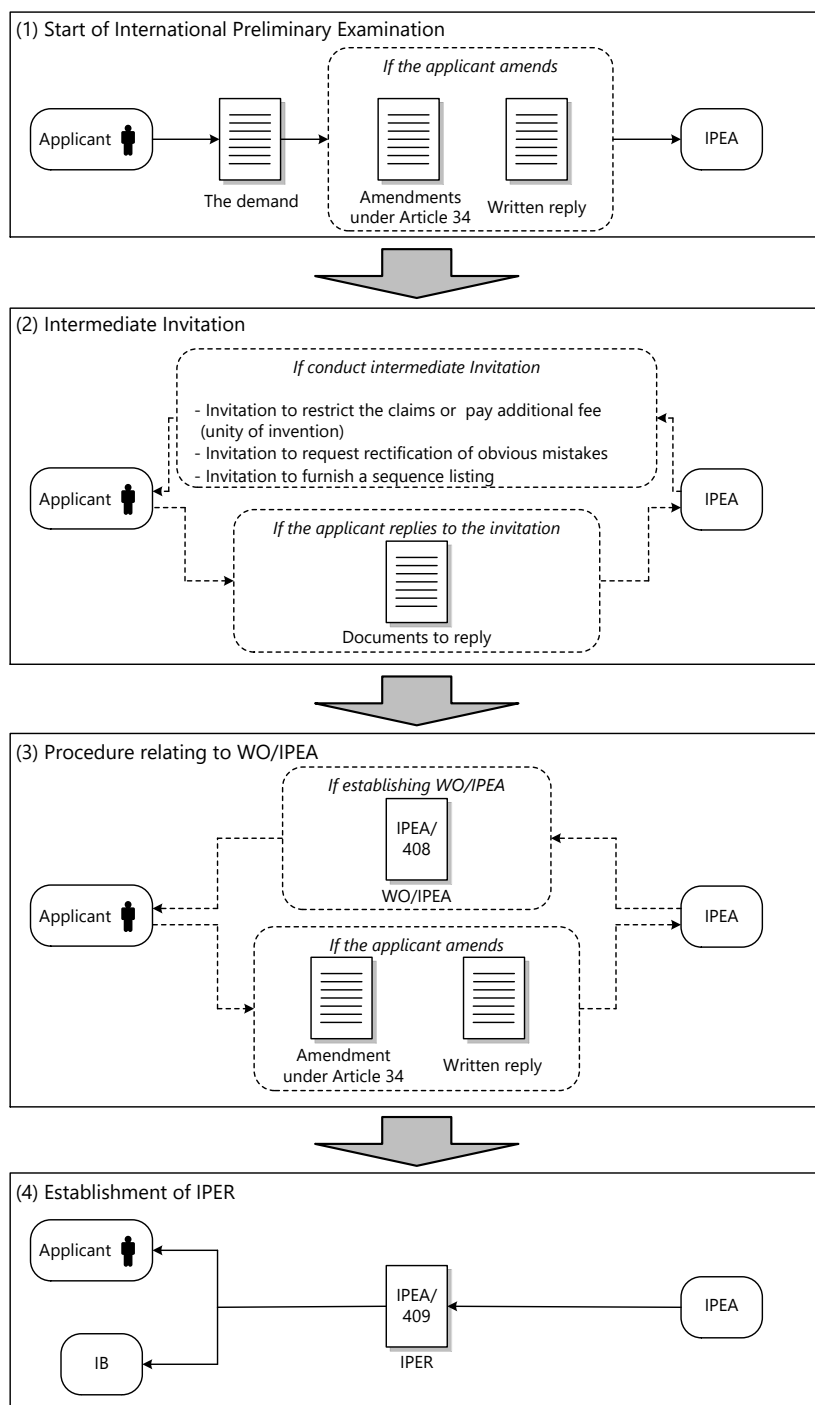 (1) Start of International Preliminary Examination
If the applicant amends
Applicant
IPEA
The demand
Amendments
under Article 34
Written reply
(2) Intermediate Invitation
If conduct intermediate Invitation
- Invitation to restrict the claims or pay additional fee
(unity of invention)
- Invitation to request rectification of obvious mistakes
- Invitation to furnish a sequence listing
Applicant
IPEA
If the applicant replies to the invitation
Documents to reply
(3) Procedure relating to WO/IPEA
If establishing WO/IPEA
IPEA/
408
WO/IPEA
Applicant
IPEA
If the applicant amends
Amendment
under Article 34
Written reply
(4) Establishment of IPER
Applicant
IPEA/
409
IPEA
IPER
IB